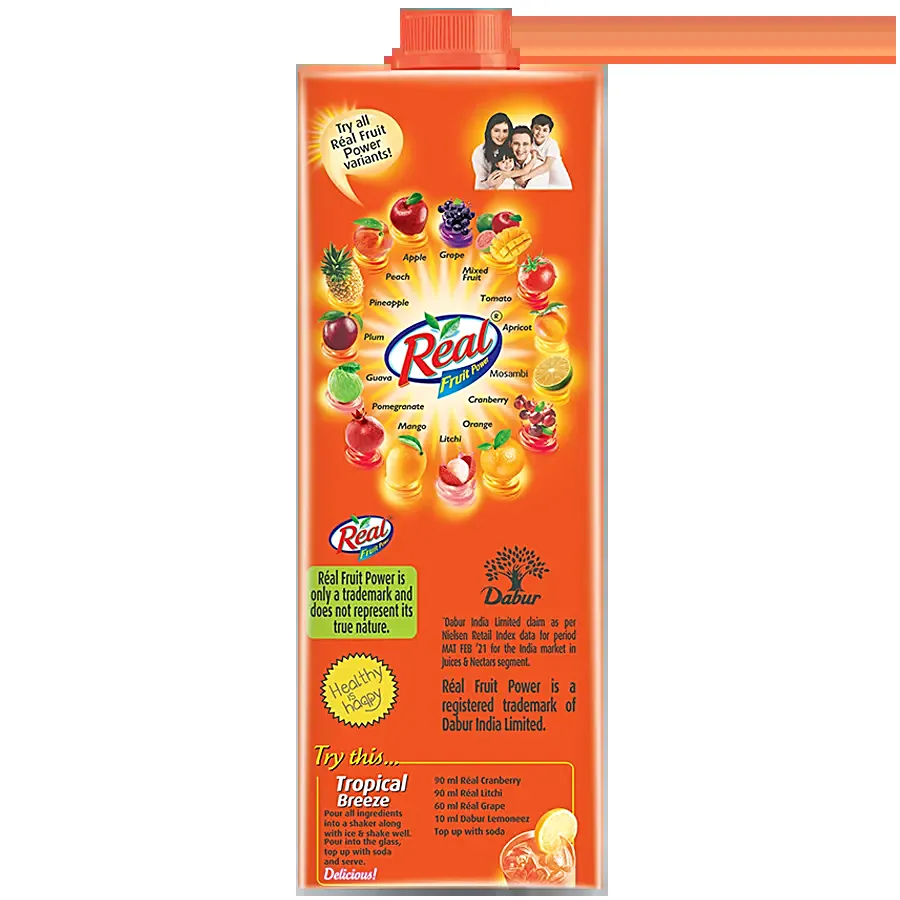 Try all
Réal Fruit
Power
variants!
Apple
Grape
Peach
Mixed
Fruit
Pineapple
Tomato
Plum
Apricot
®
Réal
Fruit Power
Guava
Mosambi
Pomegranate
Cranberry
Mango
Orange
Litchi
Réal
Fruit Power
Réal Fruit Power is
only a trademark and
does not represent its
true nature.
Dabur
*Dabur India Limited claim as per
Nielsen Retail Index data for period
MAT FEB '21 for the India market in
Juices & Nectars segment.
Healthy
is
happy
Réal Fruit Power is a
registered trademark of
Dabur India Limited.
Try this...
Tropical
Breeze
Pour all ingredients
into a shaker along
with ice & shake well.
Pour into the glass,
top up with soda
and serve.
Delicious!
90 ml Réal Cranberry
90 ml Réal Litchi
60 ml Réal Grape
10 ml Dabur Lemoneez
Top up with soda